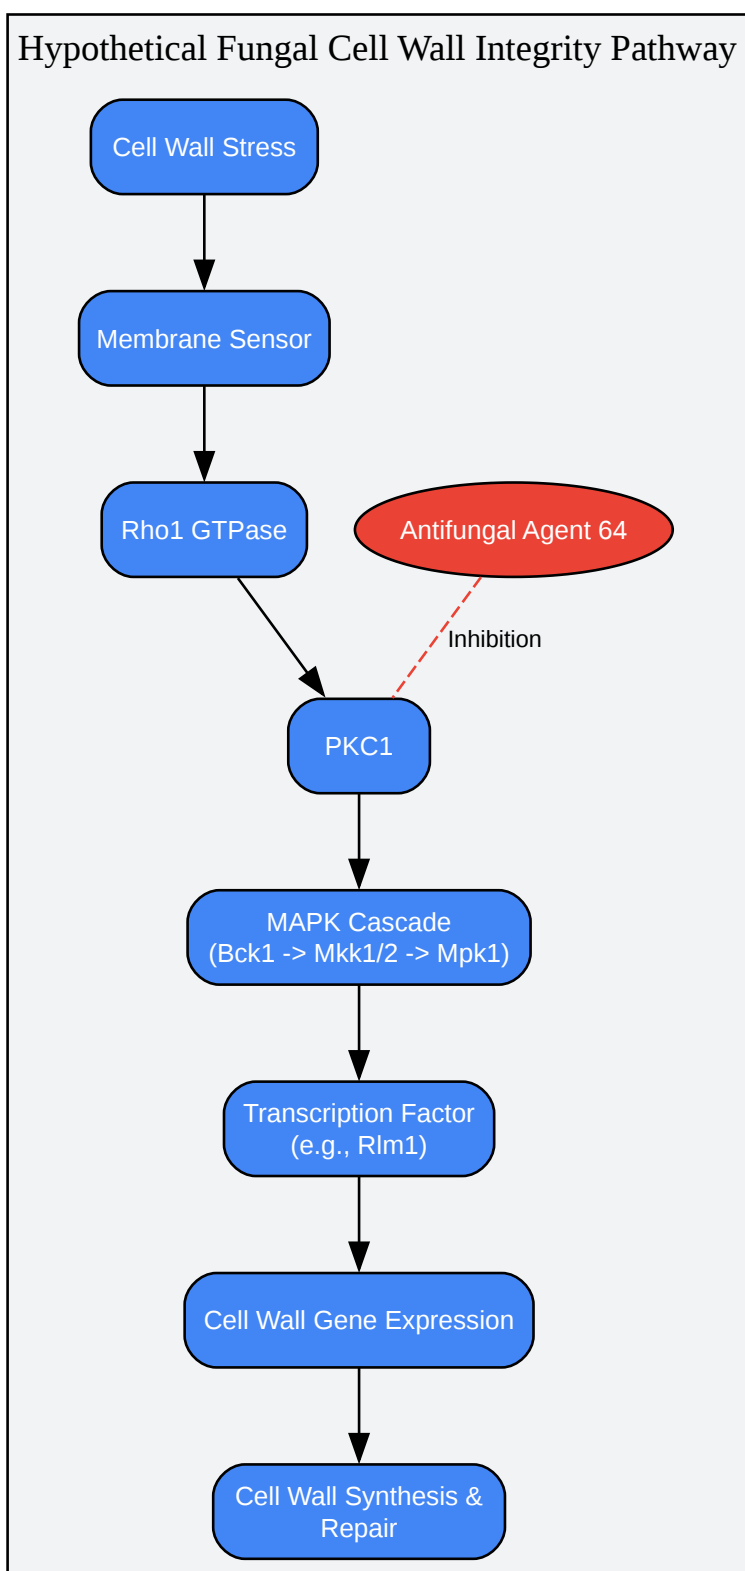 Hypothetical Fungal Cell Wall Integrity Pathway
Cell Wall Stress
Membrane Sensor
Rho1 GTPase
Antifungal Agent 64
Inhibition
PKC1
MAPK Cascade
(Bck1 -> Mkk1/2 -> Mpk1)
Transcription Factor
(e.g., Rlm1)
Cell Wall Gene Expression
Cell Wall Synthesis &
Repair